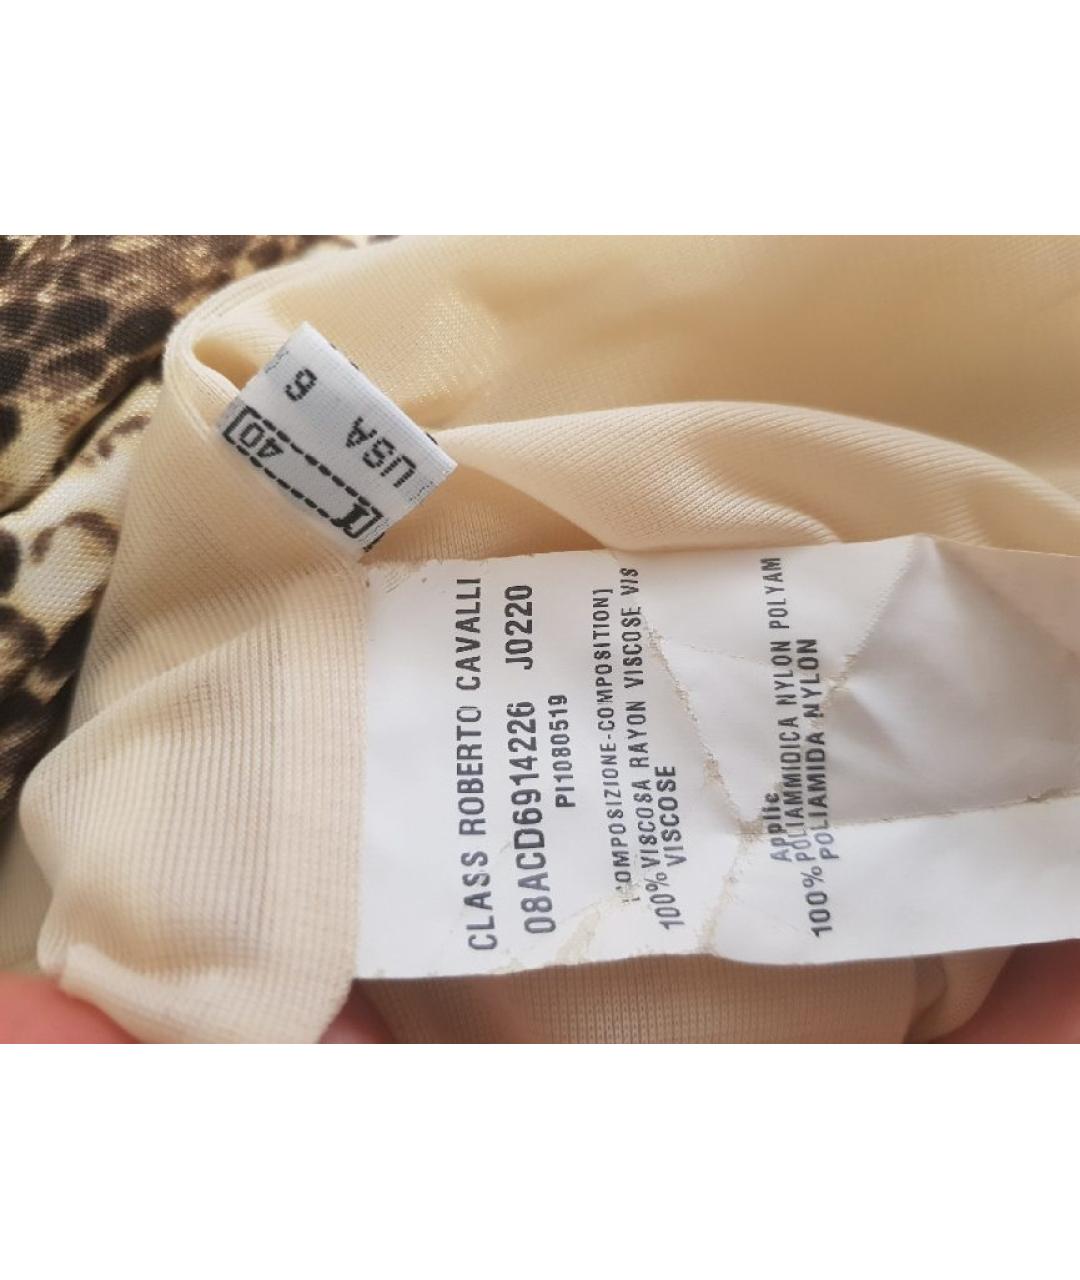 USA 6
I 40
CLASS ROBERTO CAVALLI
08ACD6914226 J0220
PI1080519
COMPOSIZIONE-COMPOSITION)
100% VISCOSA RAYON VISCOSE VIS
VISCOSE
Applic
POLIAMMIDICA NYLON POLYAM
100% POLIAMIDA NYLON